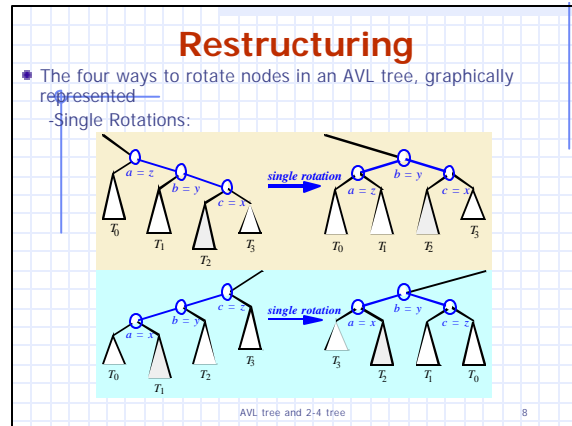 Restructuring
The four ways to rotate nodes in an AVL tree, graphically
represented
-Single Rotations:
a = z
b = y
c = x
T0
T1
T2
T3
single rotation
b = y
a = z
c = x
T0
T1
T2
T3
c = z
b = y
a = x
T0
T1
T2
T3
single rotation
b = y
a = x
c = z
T3
T2
T1
T0
AVL tree and 2-4 tree
8